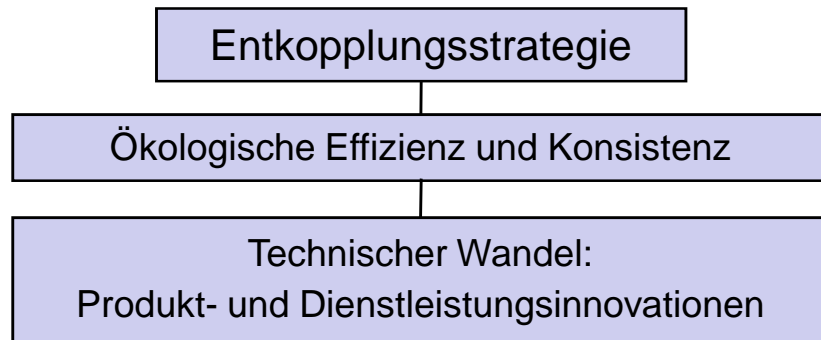 Entkopplungsstrategie
Ökologische Effizienz und Konsistenz
Technischer Wandel:
Produkt- und Dienstleistungsinnovationen